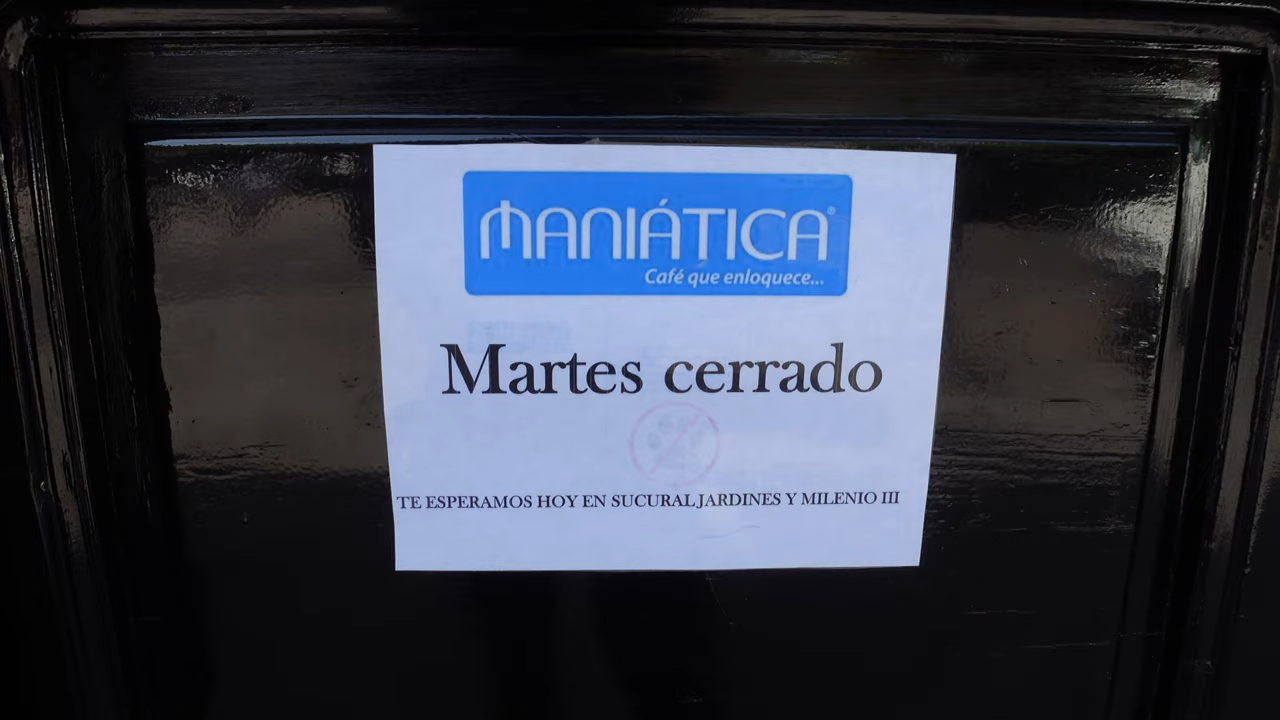 MANIÁTICA®
Café que enloquece...
Martes cerrado
TE ESPERAMOS HOY EN SUCURAL JARDINES Y MILENIO III